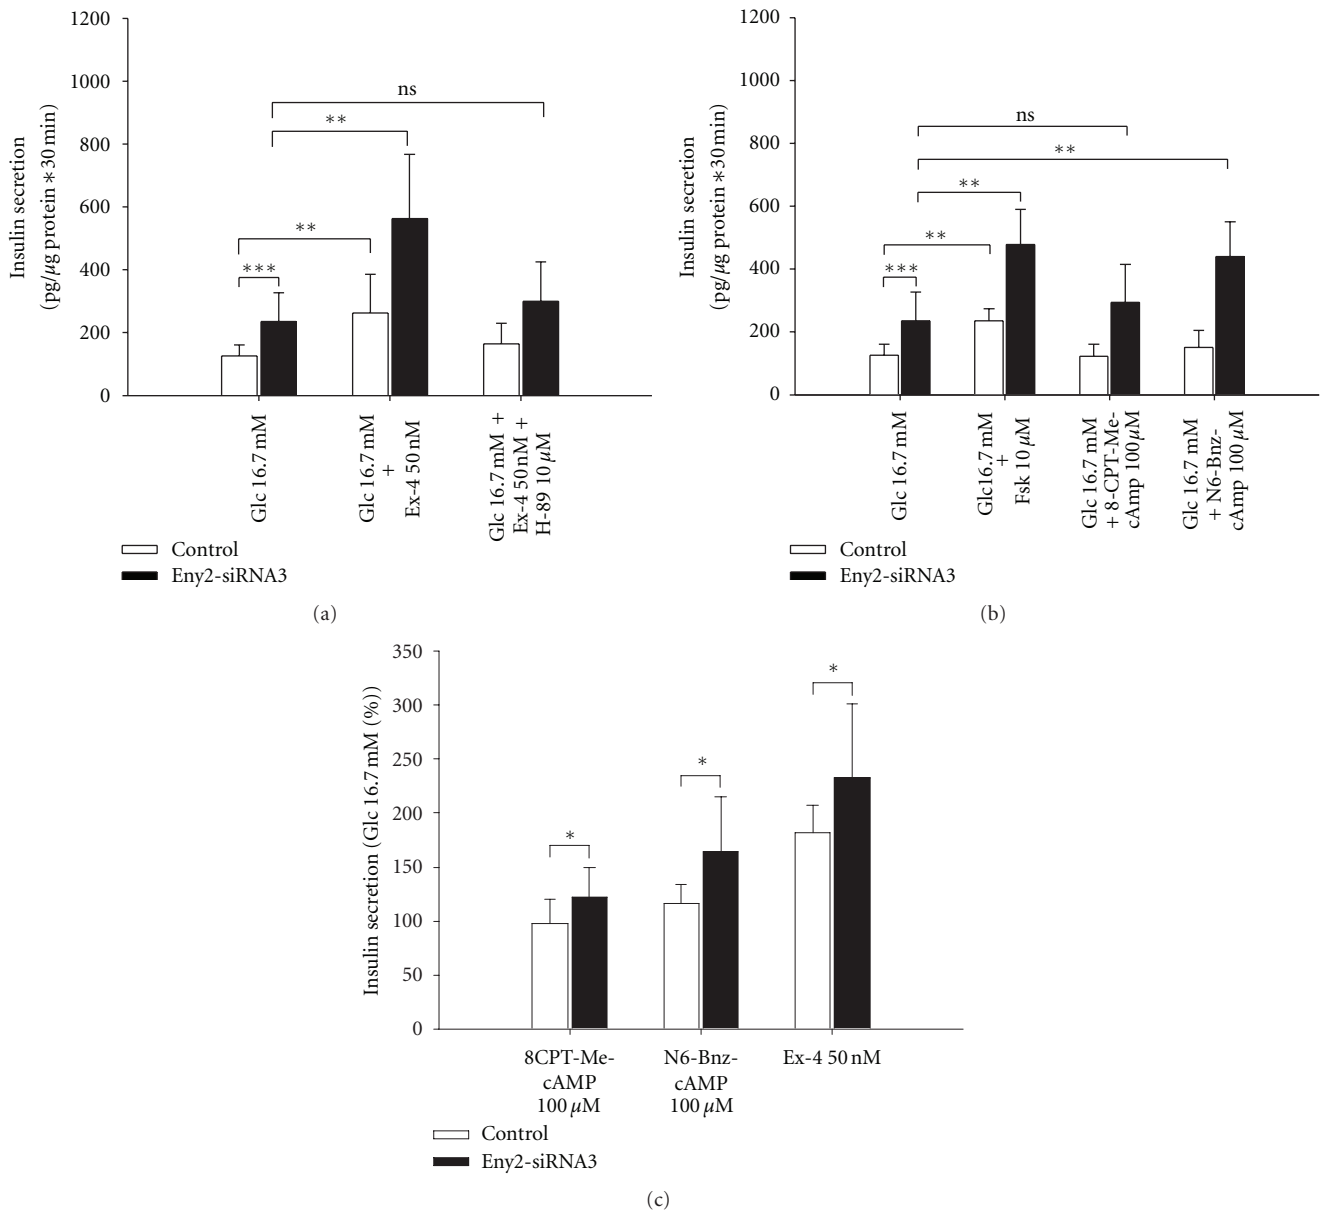 1200
1000
800
600
400
200
0
Insulin secretion
(pg/μg protein ∗ 30 min)
ns
∗∗
∗∗
∗∗∗
Glc 16.7 mM
Glc 16.7 mM
+
Ex-4 50 nM
Glc 16.7 mM +
Ex-4 50 nM +
H-89 10 μM
Control
Eny2-siRNA3
(a)
1200
1000
800
600
400
200
0
Insulin secretion
(pg/μg protein ∗ 30 min)
ns
∗∗
∗∗
∗∗
∗∗∗
Glc 16.7 mM
Glc16.7 mM
+
Fsk 10 μM
Glc 16.7 mM
+ 8-CPT-Me-
cAmp 100 μM
Glc 16.7 mM
+ N6-Bnz-
cAmp 100 μM
Control
Eny2-siRNA3
(b)
350
300
250
200
150
100
50
0
Insulin secretion (Glc 16.7 mM (%))
∗
∗
∗
8CPT-Me-
cAMP
100 μM
N6-Bnz-
cAMP
100 μM
Ex-4 50 nM
Control
Eny2-siRNA3
(c)